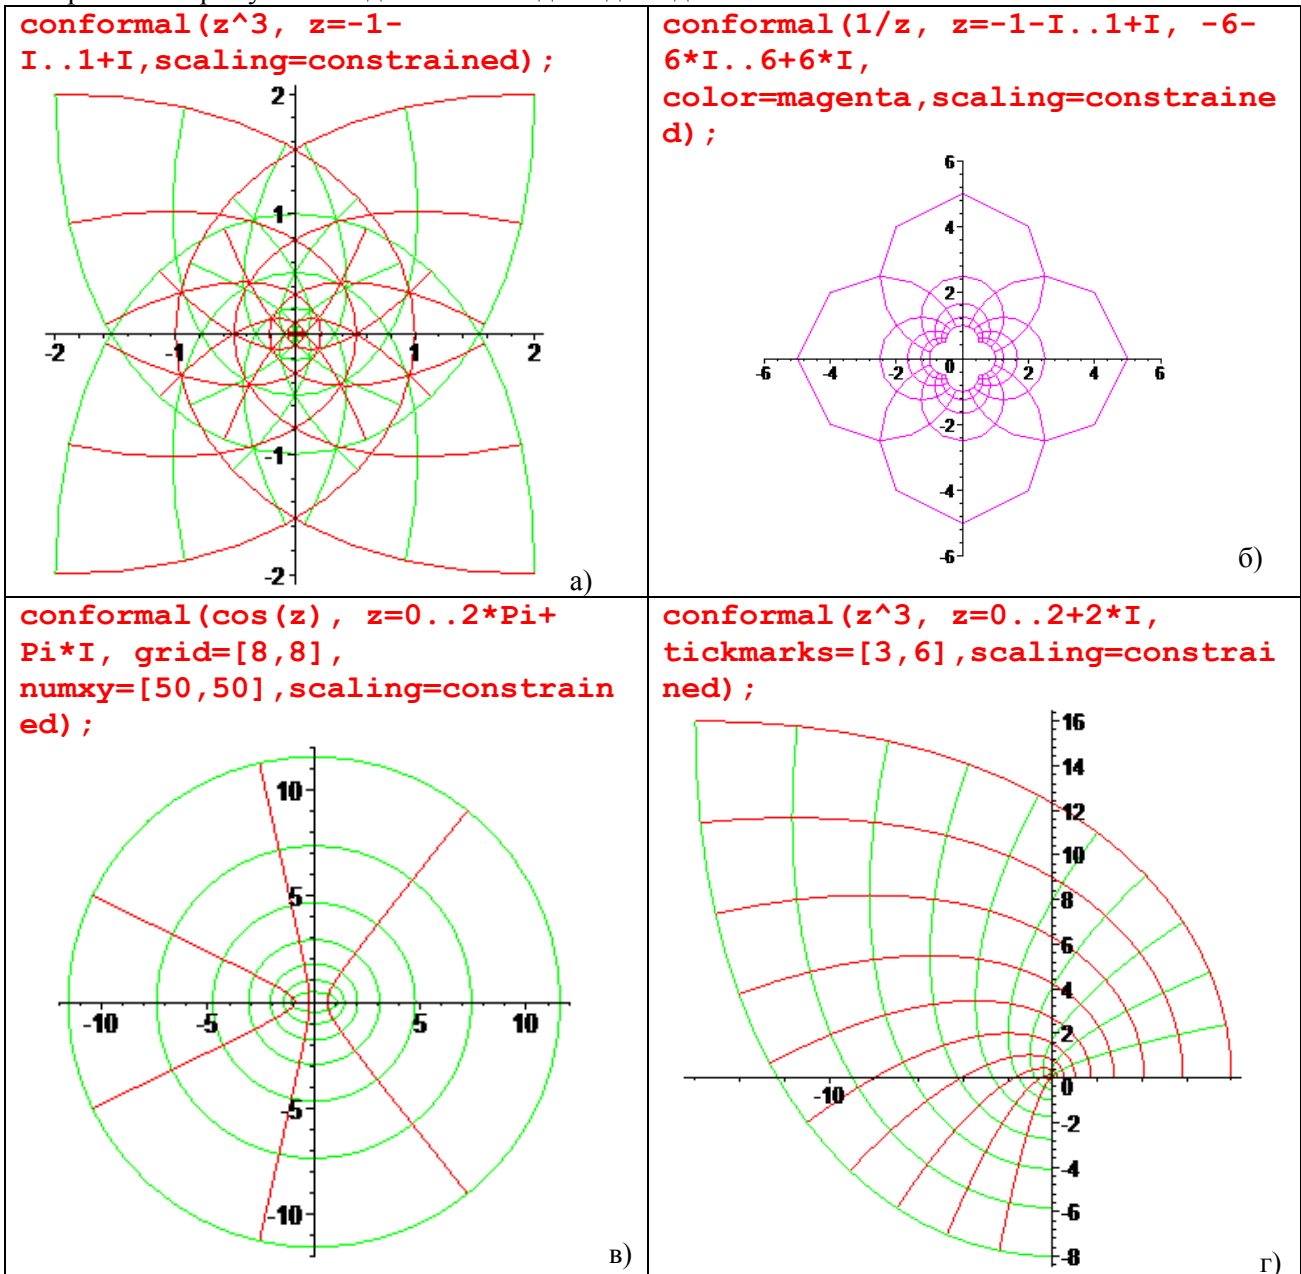 conformal(z^3, z=-1-
I..1+I,scaling=constrained);
2
1
-2
-1
1
2
-1
-2
а)
conformal(1/z, z=-1-I..1+I, -6-
6*I..6+6*I,
color=magenta,scaling=constraine
d);
6
4
2
-6
-4
-2
0
2
4
6
-2
-4
-6
б)
conformal(cos(z), z=0..2*Pi+
Pi*I, grid=[8,8],
numxy=[50,50],scaling=constrain
ed);
10
5
-10
-5
5
10
-5
-10
в)
conformal(z^3, z=0..2+2*I,
tickmarks=[3,6],scaling=constrai
ned);
16
14
12
10
8
6
4
2
-10
0
-2
-4
-6
-8
г)